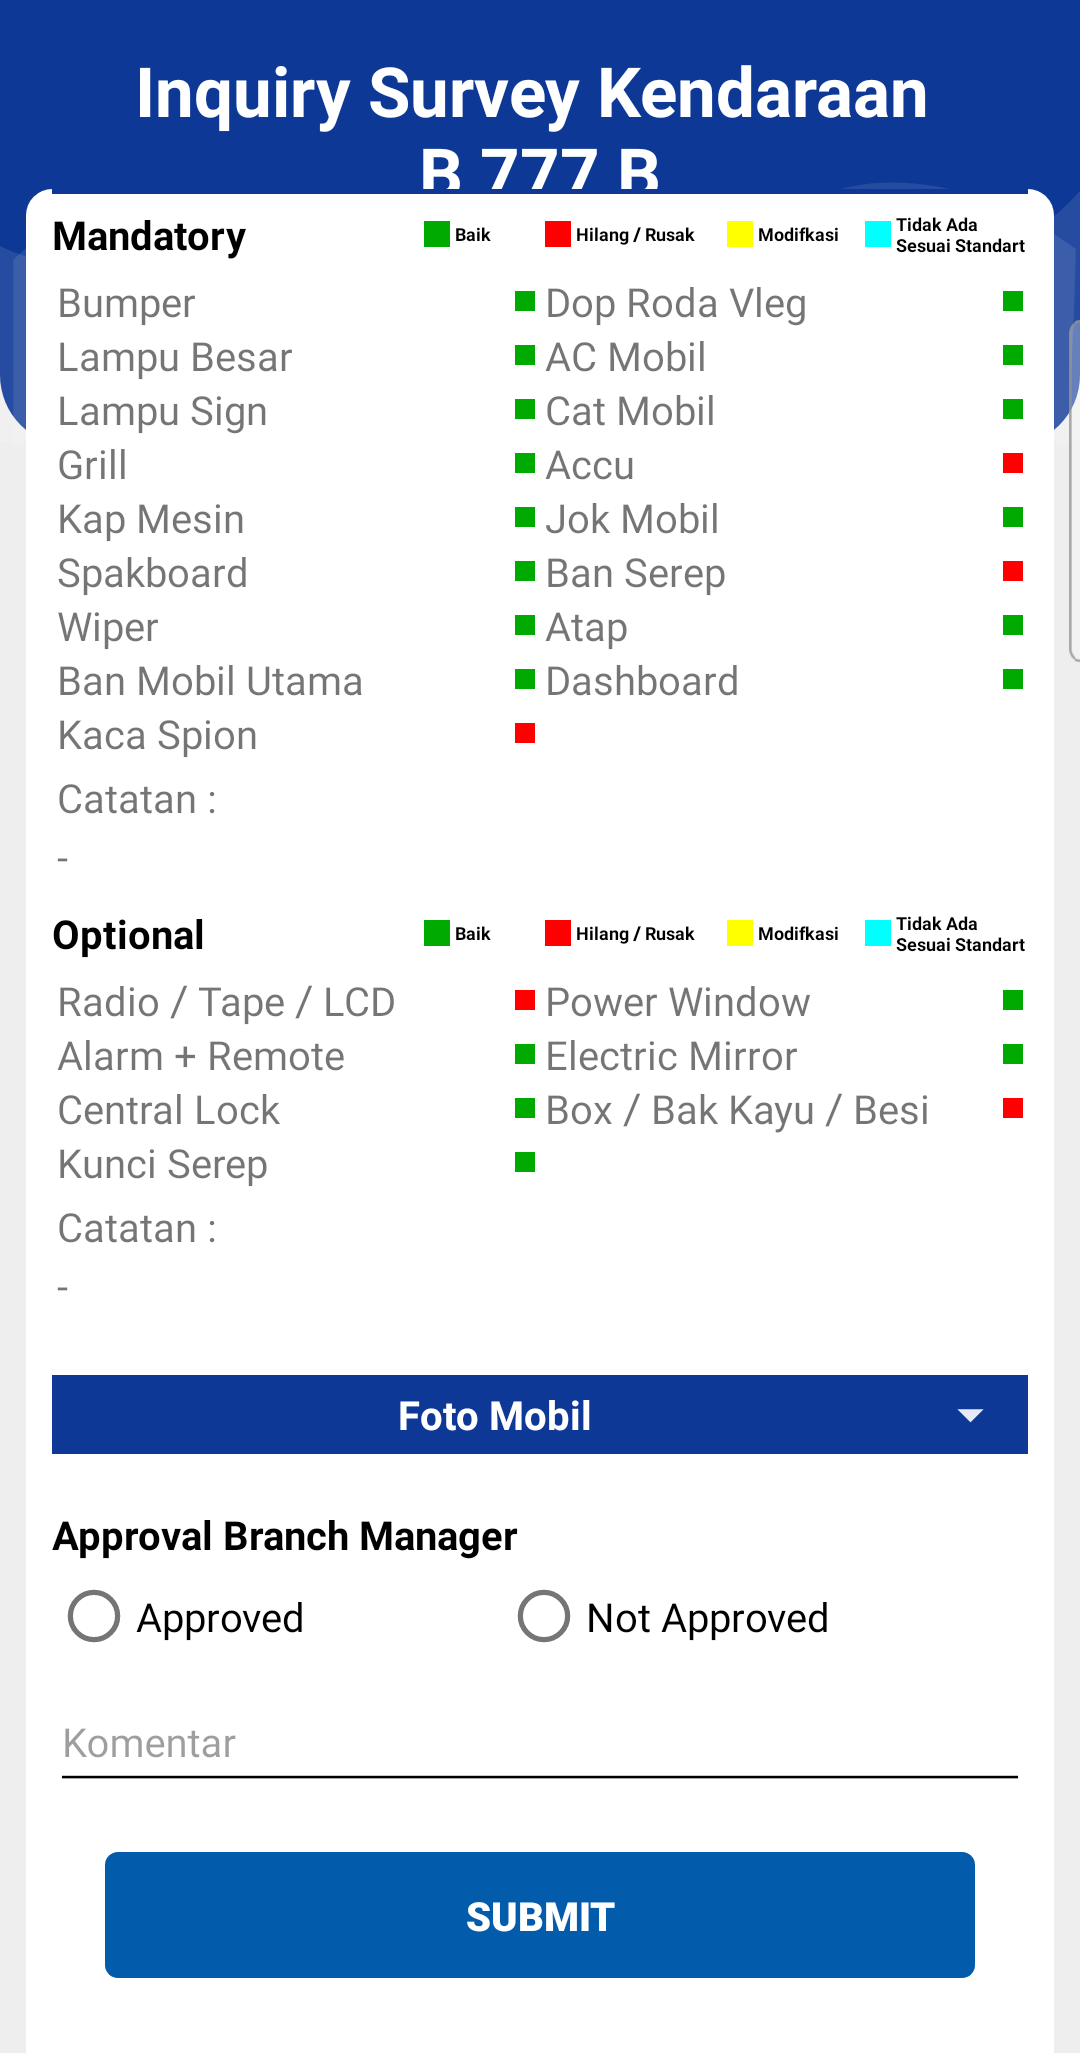 Inquiry Survey Kendaraan
B 777 B
Mandatory
Baik
Hilang / Rusak
Modifkasi
Tidak Ada
Sesuai Standart
Bumper
Dop Roda Vleg
Lampu Besar
AC Mobil
Lampu Sign
Cat Mobil
Grill
Accu
Kap Mesin
Jok Mobil
Spakboard
Ban Serep
Wiper
Atap
Ban Mobil Utama
Dashboard
Kaca Spion
Catatan :
-
Optional
Baik
Hilang / Rusak
Modifkasi
Tidak Ada
Sesuai Standart
Radio / Tape / LCD
Power Window
Alarm + Remote
Electric Mirror
Central Lock
Box / Bak Kayu / Besi
Kunci Serep
Catatan :
-
Foto Mobil
Approval Branch Manager
Approved
Not Approved
Komentar
SUBMIT